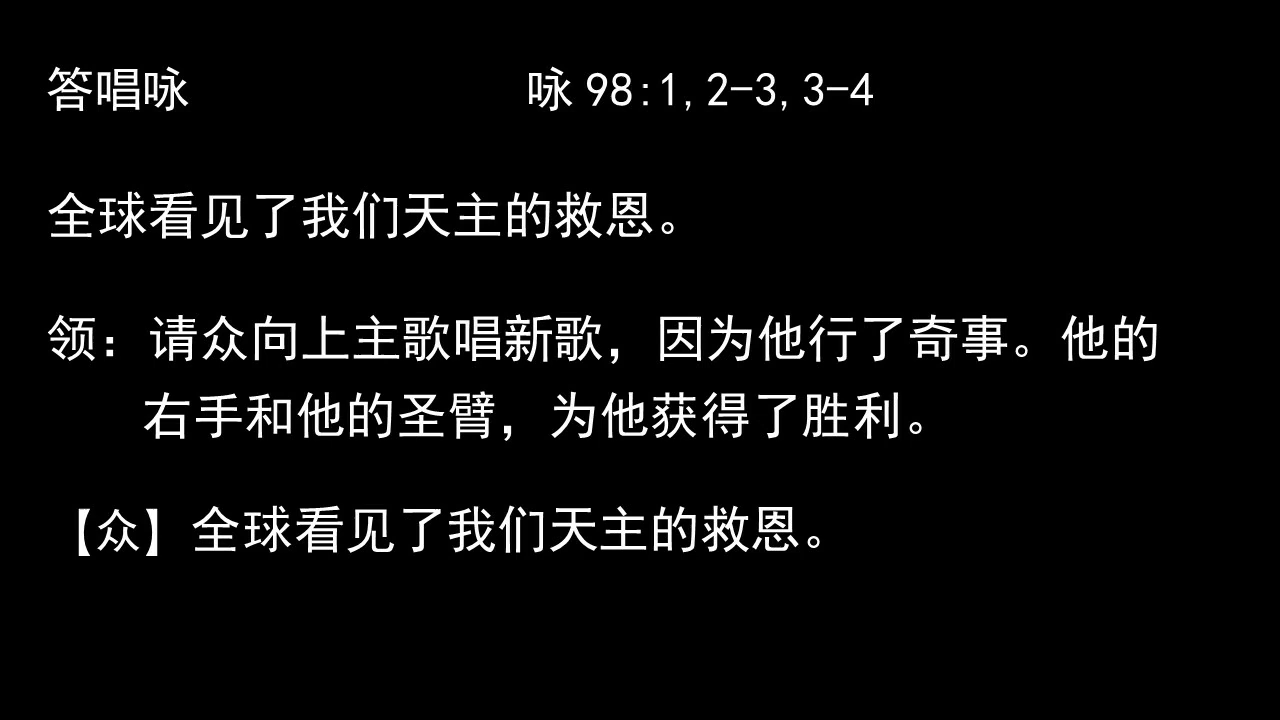 答唱咏 咏 98:1,2-3,3-4
全球看见了我们天主的救恩。
领：请众向上主歌唱新歌，因为他行了奇事。他的
右手和他的圣臂，为他获得了胜利。
【众】全球看见了我们天主的救恩。